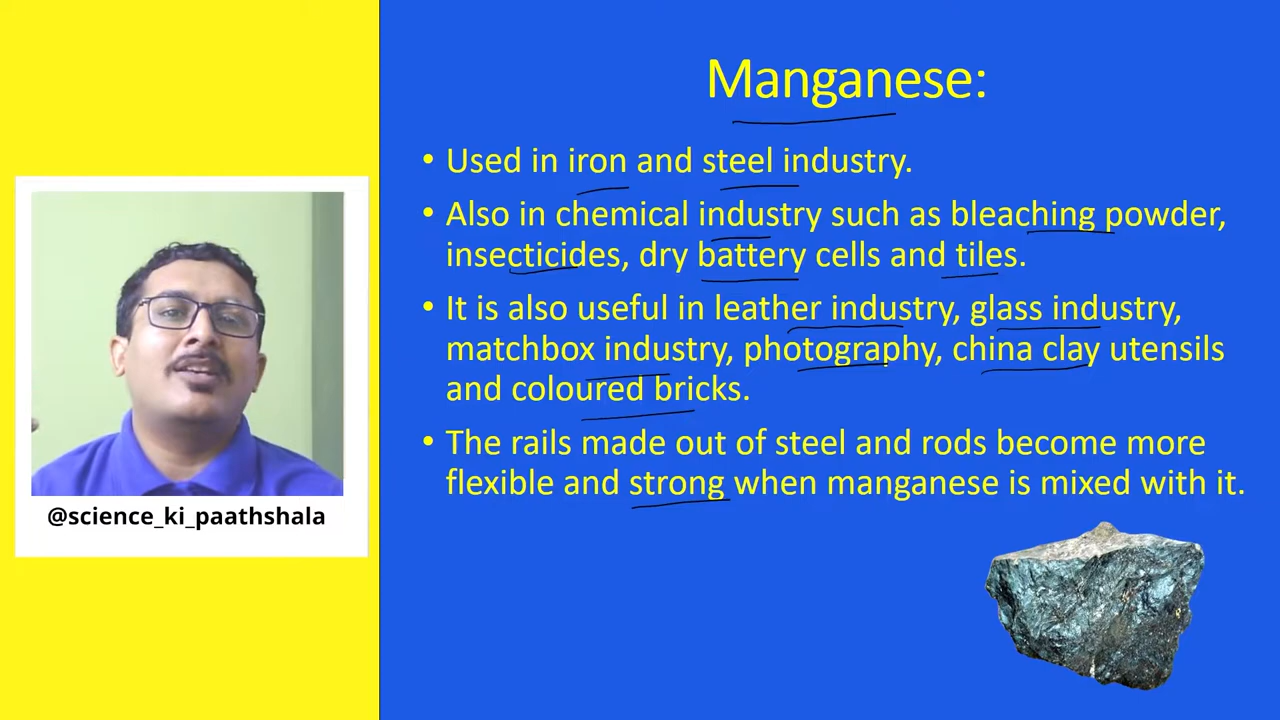 Manganese:
• Used in iron and steel industry.
• Also in chemical industry such as bleaching powder,
insecticides, dry battery cells and tiles.
• It is also useful in leather industry, glass industry,
matchbox industry, photography, china clay utensils
and coloured bricks.
• The rails made out of steel and rods become more
flexible and strong when manganese is mixed with it.
@science_ki_paathshala